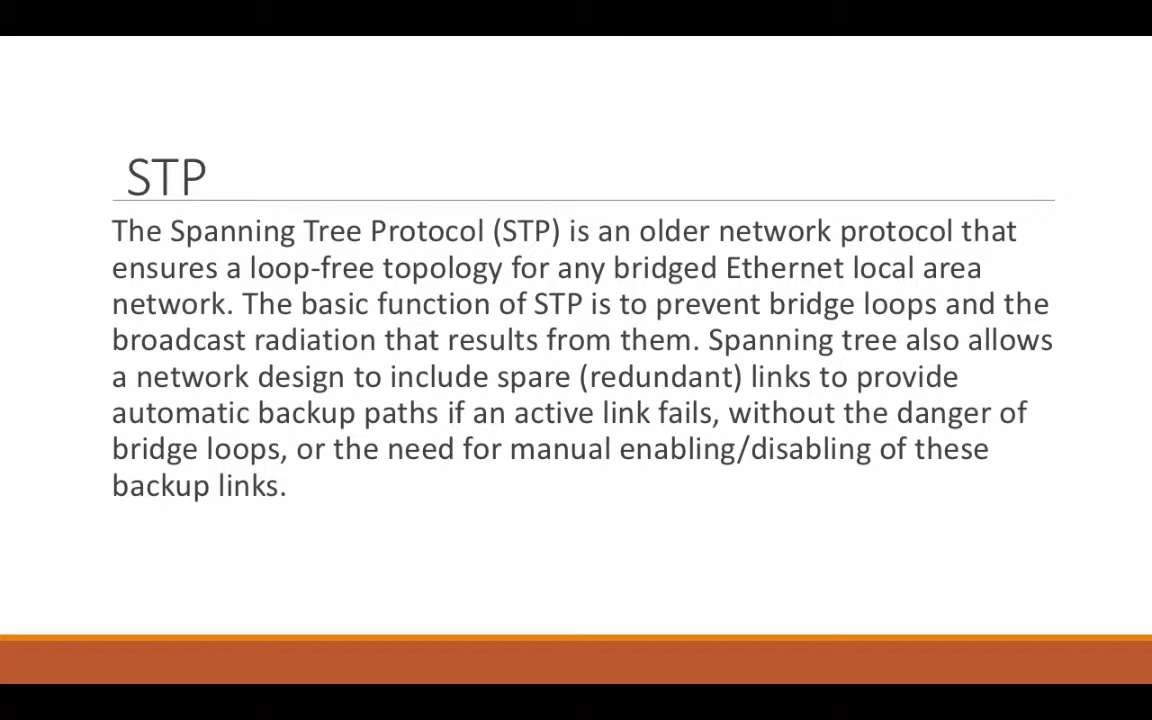 STP
The Spanning Tree Protocol (STP) is an older network protocol that
ensures a loop-free topology for any bridged Ethernet local area
network. The basic function of STP is to prevent bridge loops and the
broadcast radiation that results from them. Spanning tree also allows
a network design to include spare (redundant) links to provide
automatic backup paths if an active link fails, without the danger of
bridge loops, or the need for manual enabling/disabling of these
backup links.